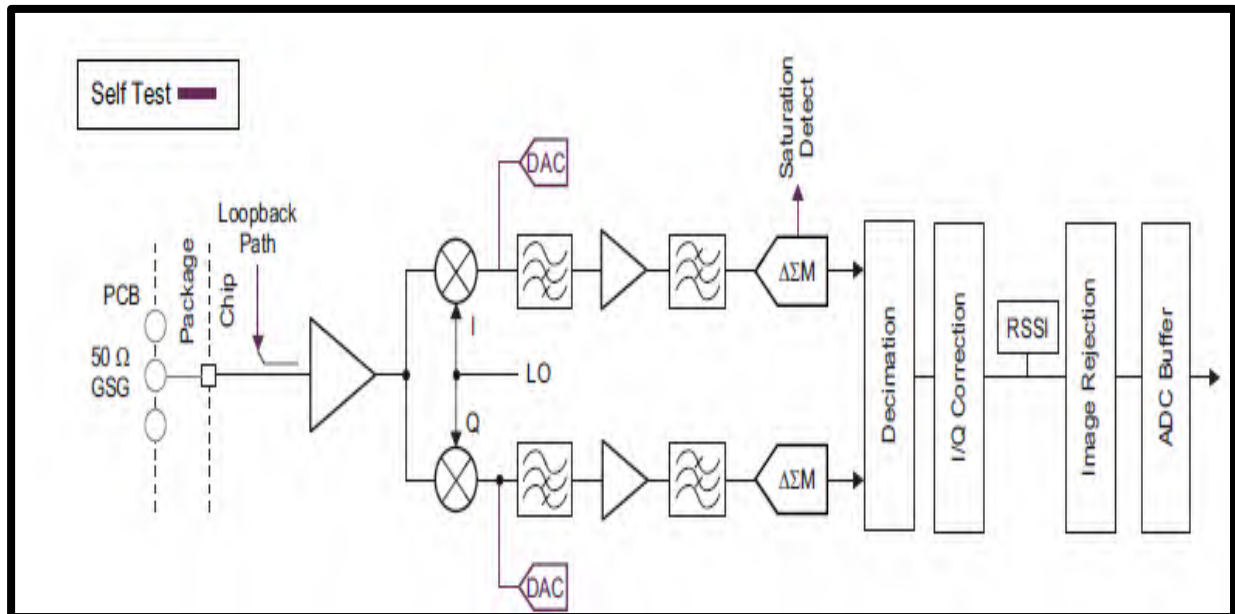 Self Test
Loopback
Path
PCB
Package
Chip
50 Ω
GSG
DAC
Saturation
Detect
ΔΣM
I
LO
Q
ΔΣM
DAC
Decimation
I/Q Correction
RSSI
Image Rejection
ADC Buffer